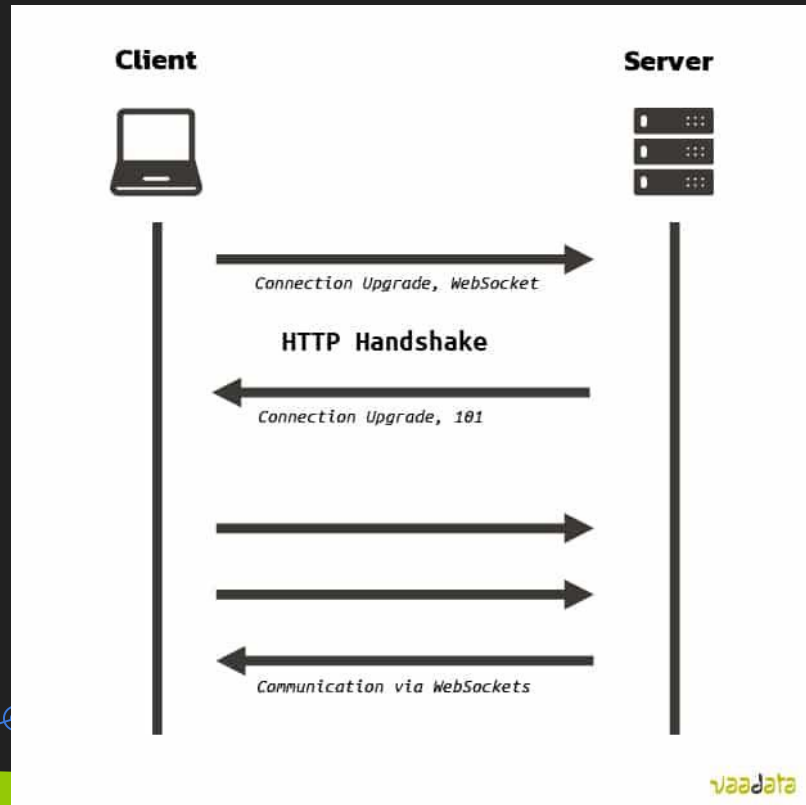 Client
Server
Connection Upgrade, WebSocket
HTTP Handshake
Connection Upgrade, 101
Communication via WebSockets
vaadata